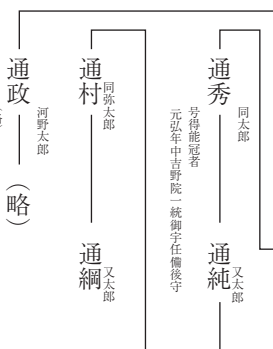 通秀
同太郎
号得能冠者
元弘年中吉野院一統御宇任備後守
通純
又太郎
通村
同弥太郎
通綱
又太郎
通政
河野太郎
（略）